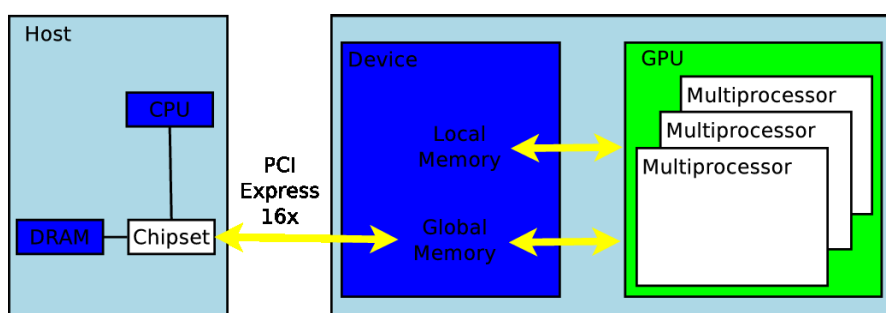 Host
CPU
DRAM
Chipset
PCI
Express
16x
Device
Local
Memory
Global
Memory
GPU
Multiprocessor
Multiprocessor
Multiprocessor